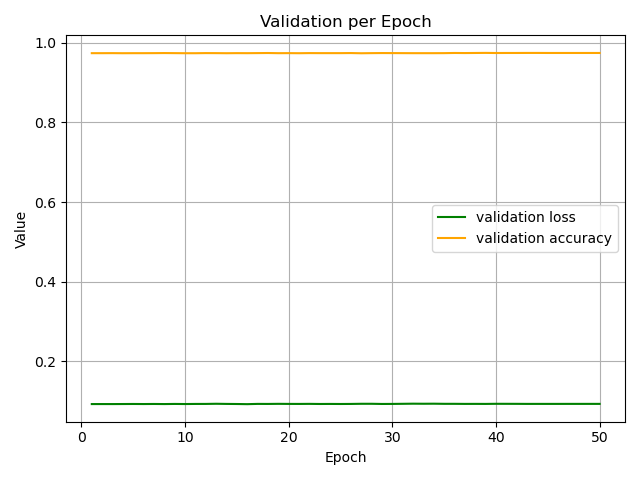 Validation per Epoch
1.0
0.8
0.6
0.4
0.2
Value
validation loss
validation accuracy
0 10 20 30 40 50
Epoch